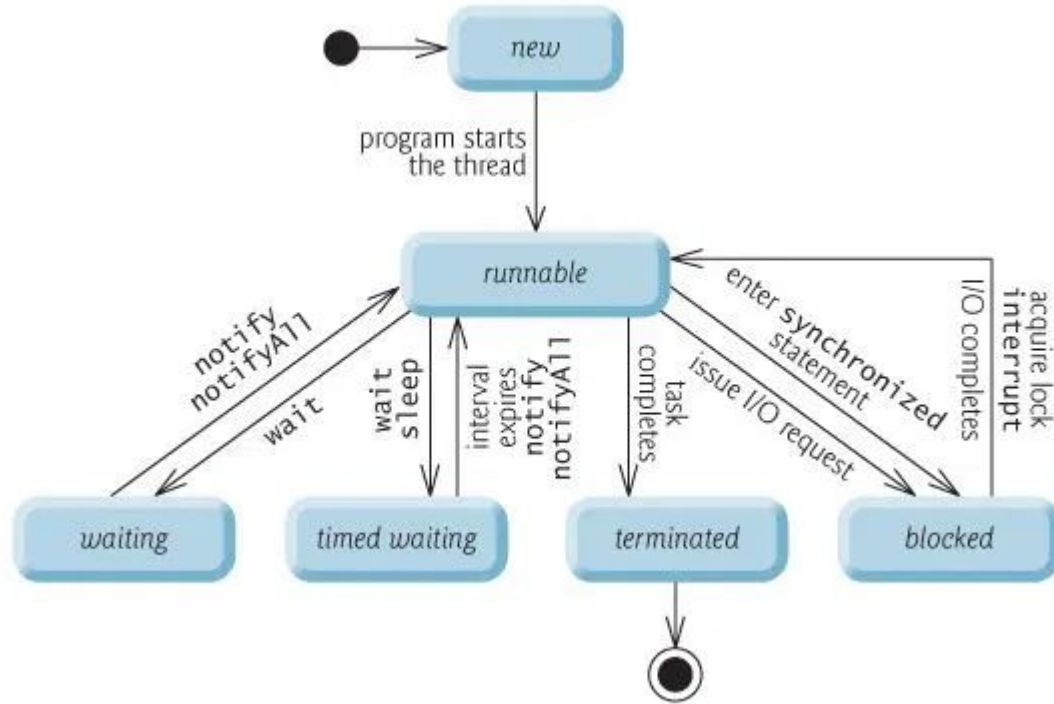 new
program starts
the thread
runnable
notify
notifyAll
wait
wait
sleep
interval
expires
notify
notifyAll
task
completes
issue I/O request
enter synchronized
statement
acquire lock
interrupt
I/O completes
waiting
timed waiting
terminated
blocked